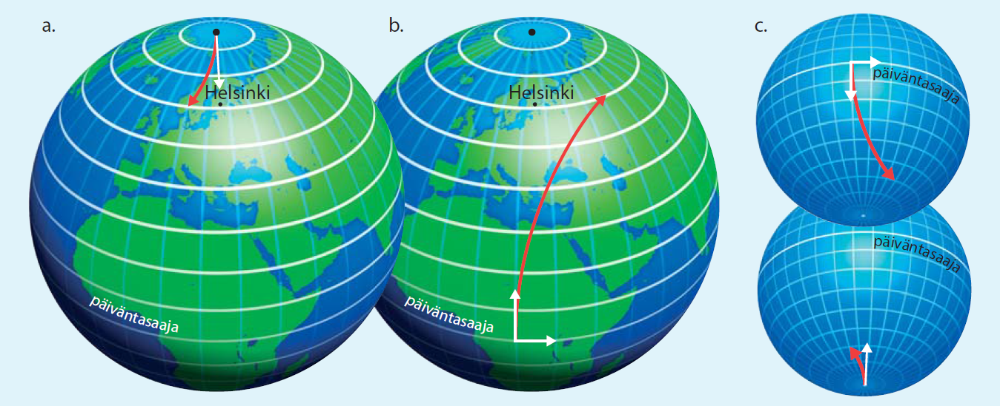 a.
Helsinki
päiväntasaaja
b.
Helsinki
päiväntasaaja
c.
päiväntasaaja
päiväntasaaja